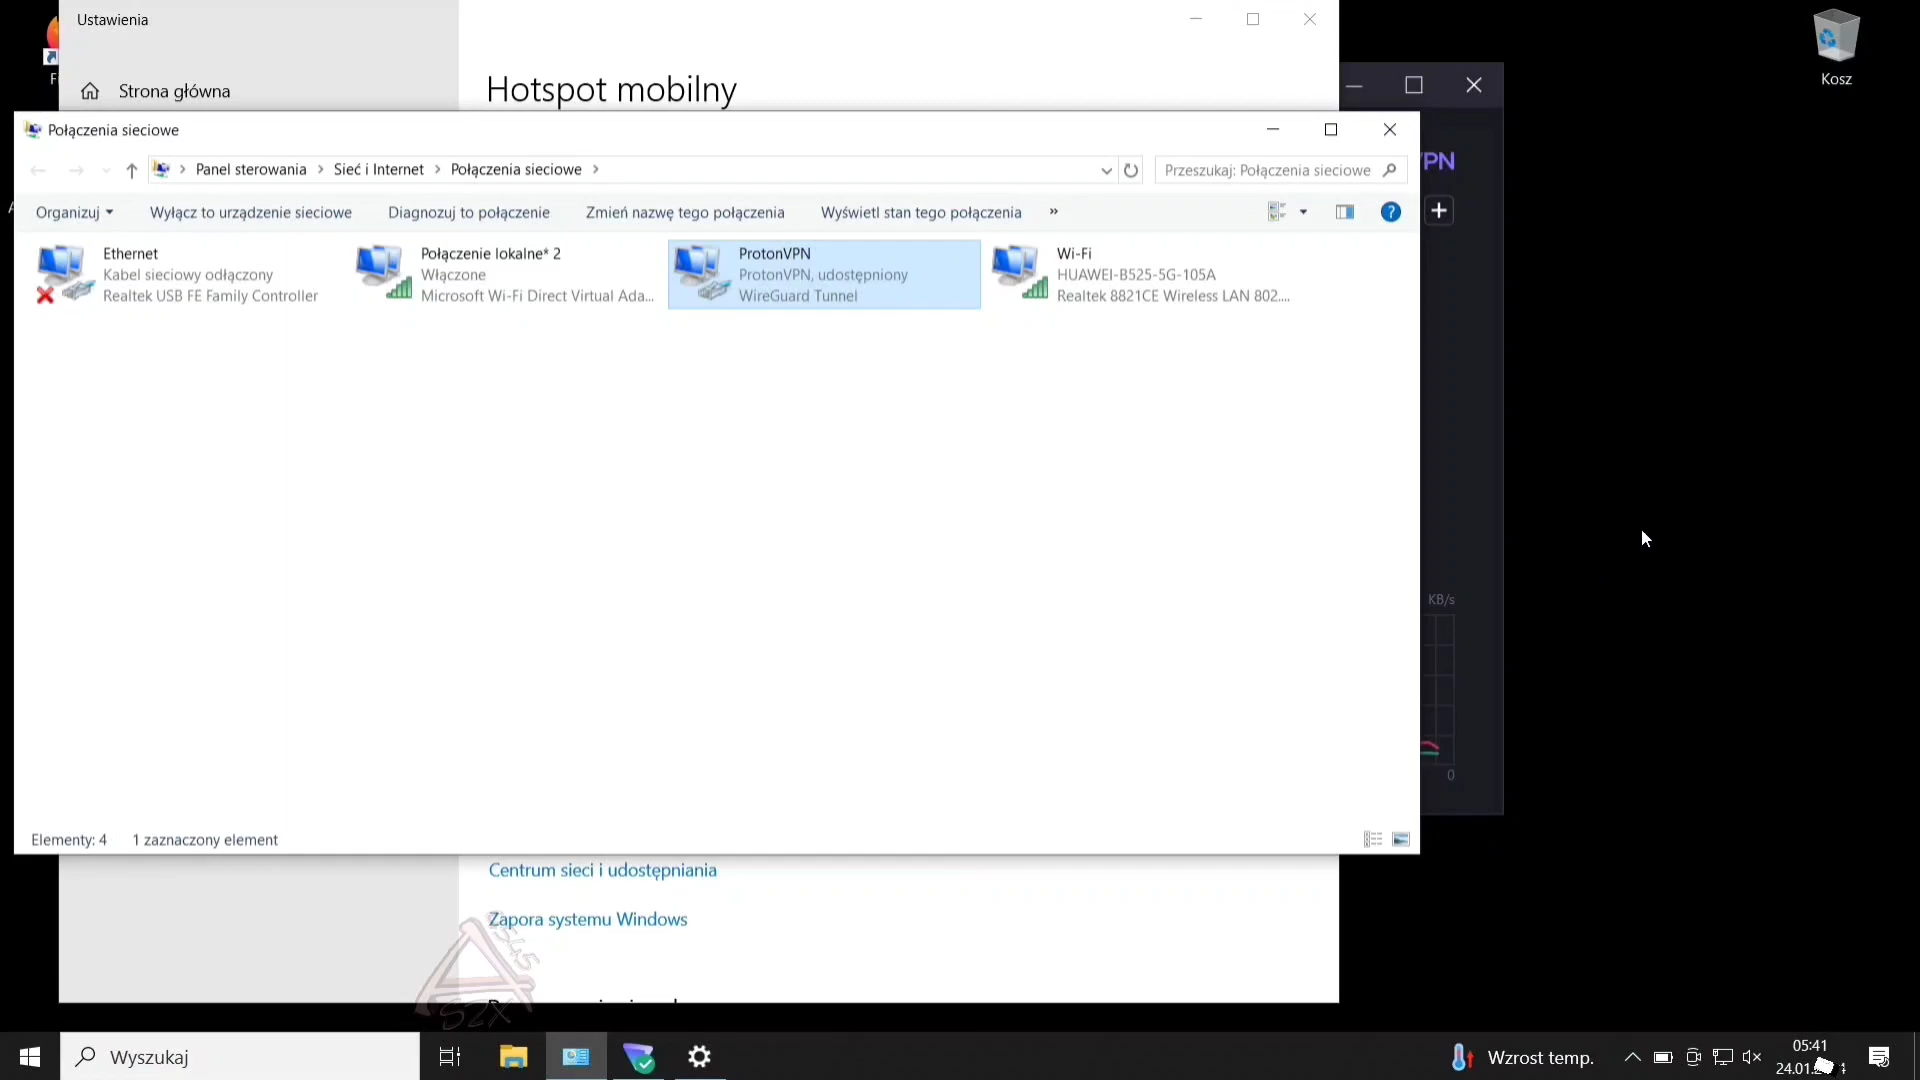 Ustawienia
Kosz
Strona główna
Hotspot mobilny
Połączenia sieciowe
Panel sterowania
Sieć i Internet
Połączenia sieciowe
Przeszukaj: Połączenia sieciowe
VPN
Organizuj
Wyłącz to urządzenie sieciowe
Diagnozuj to połączenie
Zmień nazwę tego połączenia
Wyświetl stan tego połączenia
»
?
Ethernet
Kabel sieciowy odłączony
Realtek USB FE Family Controller
Połączenie lokalne* 2
Włączone
Microsoft Wi-Fi Direct Virtual Ada...
ProtonVPN
ProtonVPN, udostępniony
WireGuard Tunnel
Wi-Fi
HUAWEI-B525-5G-105A
Realtek 8821CE Wireless LAN 802....
KB/s
0
Elementy: 4
1 zaznaczony element
Centrum sieci i udostępniania
Zapora systemu Windows
SZX
Wyszukaj
Wzrost temp.
05:41
24.01.